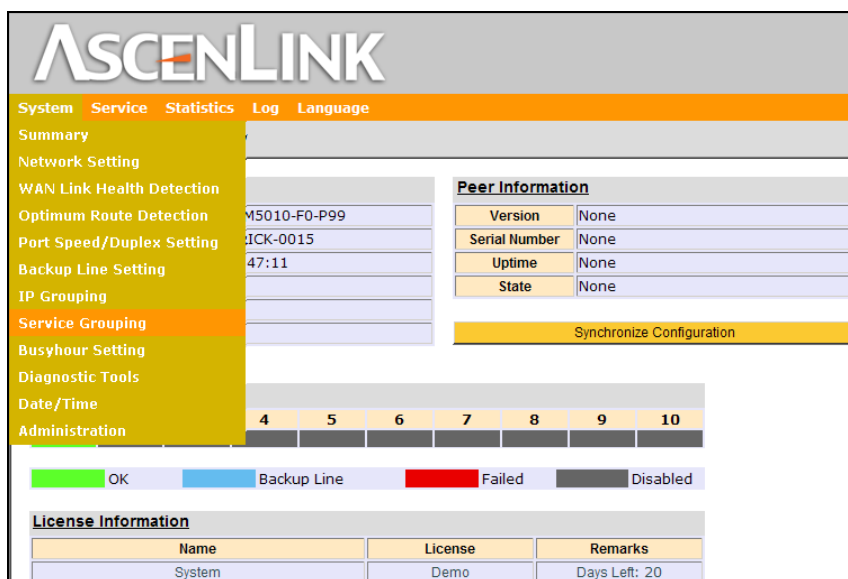 ASCENLINK
System Service Statistics Log Language
Summary
Network Setting
WAN Link Health Detection
Optimum Route Detection
Port Speed/Duplex Setting
Backup Line Setting
IP Grouping
Service Grouping
Busyhour Setting
Diagnostic Tools
Date/Time
Administration
M5010-F0-P99
RICK-0015
47:11
Peer Information
Version None
Serial Number None
Uptime None
State None
Synchronize Configuration
4 5 6 7 8 9 10
OK Backup Line Failed Disabled
License Information
Name License Remarks
System Demo Days Left: 20